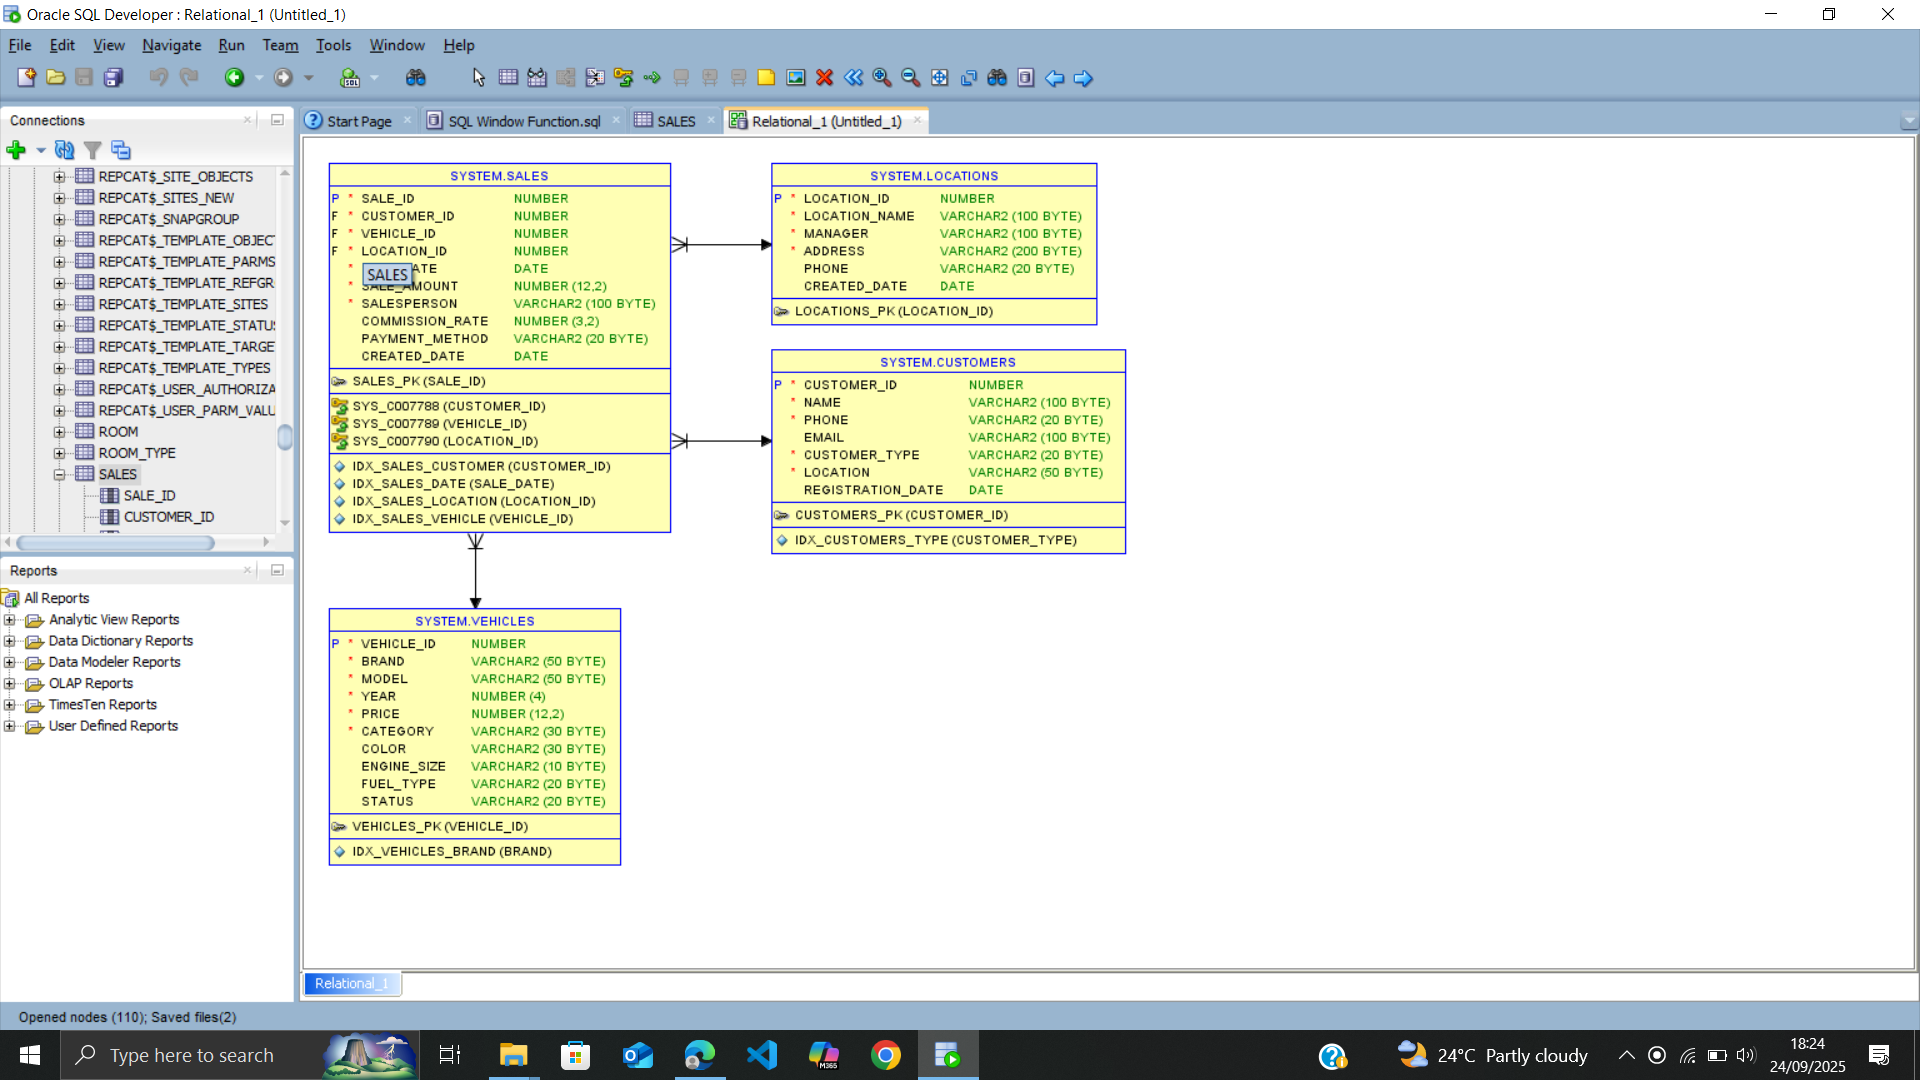 Oracle SQL Developer : Relational_1 (Untitled_1)
File Edit View Navigate Run Team Tools Window Help
Connections
REPCAT$_SITE_OBJECTS
REPCAT$_SITES_NEW
REPCAT$_SNAPGROUP
REPCAT$_TEMPLATE_OBJEC
REPCAT$_TEMPLATE_PARMS
REPCAT$_TEMPLATE_REFGR
REPCAT$_TEMPLATE_SITES
REPCAT$_TEMPLATE_STATU
REPCAT$_TEMPLATE_TARGE
REPCAT$_TEMPLATE_TYPES
REPCAT$_USER_AUTHORIZA
REPCAT$_USER_PARM_VALU
ROOM
ROOM_TYPE
SALES
SALE_ID
CUSTOMER_ID
Reports
All Reports
Analytic View Reports
Data Dictionary Reports
Data Modeler Reports
OLAP Reports
TimesTen Reports
User Defined Reports
Start Page SQL Window Function.sql SALES Relational_1 (Untitled_1)
SYSTEM.SALES
P * SALE_ID NUMBER
F * CUSTOMER_ID NUMBER
F * VEHICLE_ID NUMBER
F * LOCATION_ID NUMBER
* ATE DATE
SALES
* SALE_AMOUNT NUMBER (12,2)
* SALESPERSON VARCHAR2 (100 BYTE)
COMMISSION_RATE NUMBER (3,2)
PAYMENT_METHOD VARCHAR2 (20 BYTE)
CREATED_DATE DATE
SALES_PK (SALE_ID)
SYS_C007788 (CUSTOMER_ID)
SYS_C007789 (VEHICLE_ID)
SYS_C007790 (LOCATION_ID)
IDX_SALES_CUSTOMER (CUSTOMER_ID)
IDX_SALES_DATE (SALE_DATE)
IDX_SALES_LOCATION (LOCATION_ID)
IDX_SALES_VEHICLE (VEHICLE_ID)
SYSTEM.LOCATIONS
P * LOCATION_ID NUMBER
* LOCATION_NAME VARCHAR2 (100 BYTE)
* MANAGER VARCHAR2 (100 BYTE)
* ADDRESS VARCHAR2 (200 BYTE)
PHONE VARCHAR2 (20 BYTE)
CREATED_DATE DATE
LOCATIONS_PK (LOCATION_ID)
SYSTEM.CUSTOMERS
P * CUSTOMER_ID NUMBER
* NAME VARCHAR2 (100 BYTE)
* PHONE VARCHAR2 (20 BYTE)
* EMAIL VARCHAR2 (100 BYTE)
* CUSTOMER_TYPE VARCHAR2 (20 BYTE)
* LOCATION VARCHAR2 (50 BYTE)
REGISTRATION_DATE DATE
CUSTOMERS_PK (CUSTOMER_ID)
IDX_CUSTOMERS_TYPE (CUSTOMER_TYPE)
SYSTEM.VEHICLES
P * VEHICLE_ID NUMBER
* BRAND VARCHAR2 (50 BYTE)
* MODEL VARCHAR2 (50 BYTE)
* YEAR NUMBER (4)
* PRICE NUMBER (12,2)
* CATEGORY VARCHAR2 (30 BYTE)
COLOR VARCHAR2 (30 BYTE)
ENGINE_SIZE VARCHAR2 (10 BYTE)
FUEL_TYPE VARCHAR2 (20 BYTE)
STATUS VARCHAR2 (20 BYTE)
VEHICLES_PK (VEHICLE_ID)
IDX_VEHICLES_BRAND (BRAND)
Relational_1
Opened nodes (110); Saved files(2)
Type here to search
M365
24°C Partly cloudy
18:24
24/09/2025